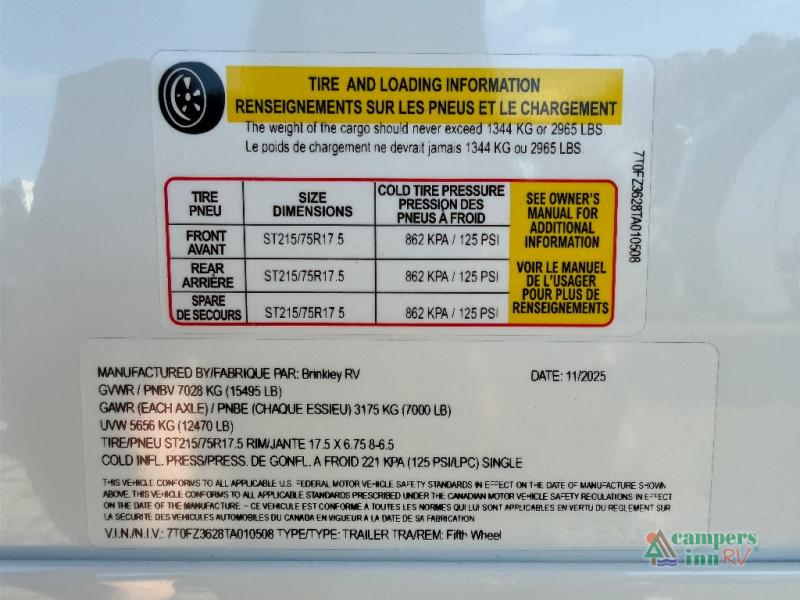 TIRE AND LOADING INFORMATION
RENSEIGNEMENTS SUR LES PNEUS ET LE CHARGEMENT
The weight of the cargo should never exceed 1344 KG or 2965 LBS.
Le poids de chargement ne devrait jamais 1344 KG ou 2965 LBS.
TIRE PNEU SIZE DIMENSIONS COLD TIRE PRESSURE PRESSION DES PNEUS À FROID
FRONT AVANT ST215/75R17.5 862 KPA / 125 PSI
REAR ARRIÈRE ST215/75R17.5 862 KPA / 125 PSI
SPARE DE SECOURS ST215/75R17.5 862 KPA / 125 PSI
SEE OWNER'S
MANUAL FOR
ADDITIONAL
INFORMATION
VOIR LE MANUEL
DE L'USAGER
POUR PLUS DE
RENSEIGNEMENTS
7T0FZ3628TA010508
MANUFACTURED BY/FABRIQUE PAR: Brinkley RV DATE: 11/2025
GVWR / PNBV 7028 KG (15495 LB)
GAWR (EACH AXLE) / PNBE (CHAQUE ESSIEU) 3175 KG (7000 LB)
UVW 5656 KG (12470 LB)
TIRE/PNEU ST215/75R17.5 RIM/JANTE 17.5 X 6.75 8-6.5
COLD INFL. PRESS/PRESS. DE GONFL. A FROID 221 KPA (125 PSI/LPC) SINGLE
THIS VEHICLE CONFORMS TO ALL APPLICABLE U.S. FEDERAL MOTOR VEHICLE SAFETY STANDARDS IN EFFECT ON THE DATE OF MANUFACTURE SHOWN
ABOVE. THIS VEHICLE CONFORMS TO ALL APPLICABLE STANDARDS PRESCRIBED UNDER THE CANADIAN MOTOR VEHICLE SAFETY REGULATIONS IN EFFECT
ON THE DATE OF THE MANUFACTURE ~ CE VEHICULE EST CONFORME À TOUTES LES NORMES QUI LUI SONT APPLICABLES EN VERTU DU REGLEMENT SUR
LA SÉCURITE DES VEHICULES AUTOMOBILES DU CANADA EN VIGUEUR A LA DATE DE SA FABRICATION
V.I.N./N.I.V.: 7T0FZ3628TA010508 TYPE/TYPE: TRAILER TRA/REM: Fifth Wheel
campers
inn RV